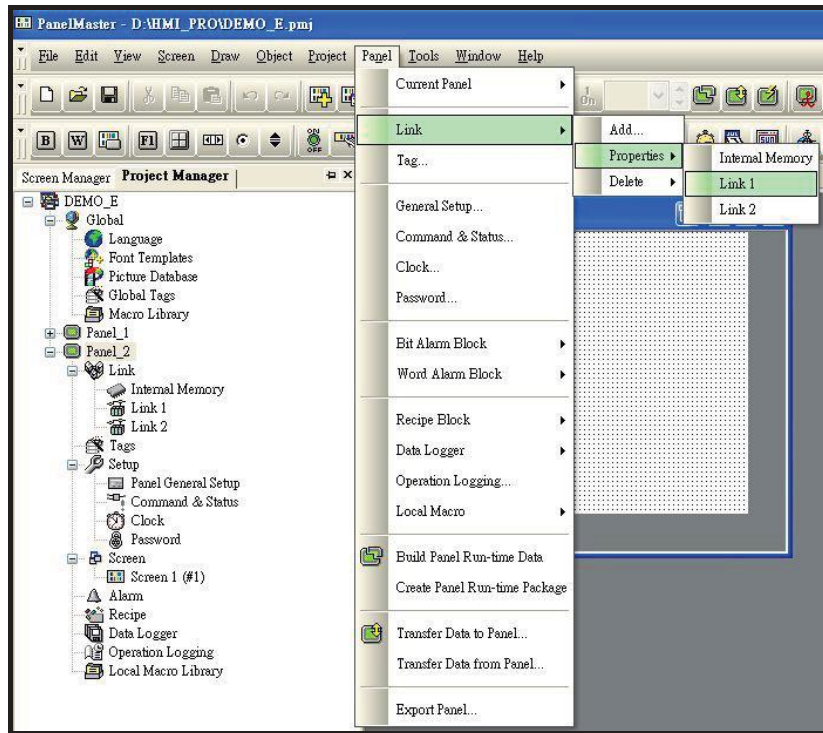 PanelMaster - D:\HMI_PRO\DEMO_E.pmj
File Edit View Screen Draw Object Project Panel Tools Window Help
On
B W F1 ON OFF SUN
Screen Manager Project Manager
DEMO_E
Global
Language
Font Templates
Picture Database
Global Tags
Macro Library
Panel_1
Panel_2
Link
Internal Memory
Link 1
Link 2
Tags
Setup
Panel General Setup
Command & Status
Clock
Password
Screen
Screen 1 (#1)
Alarm
Recipe
Data Logger
Operation Logging
Local Macro Library
Current Panel
Link
Tag...
General Setup...
Command & Status...
Clock...
Password...
Bit Alarm Block
Word Alarm Block
Recipe Block
Data Logger
Operation Logging...
Local Macro
Build Panel Run-time Data
Create Panel Run-time Package
Transfer Data to Panel...
Transfer Data from Panel...
Export Panel...
Add...
Properties
Delete
Internal Memory
Link 1
Link 2